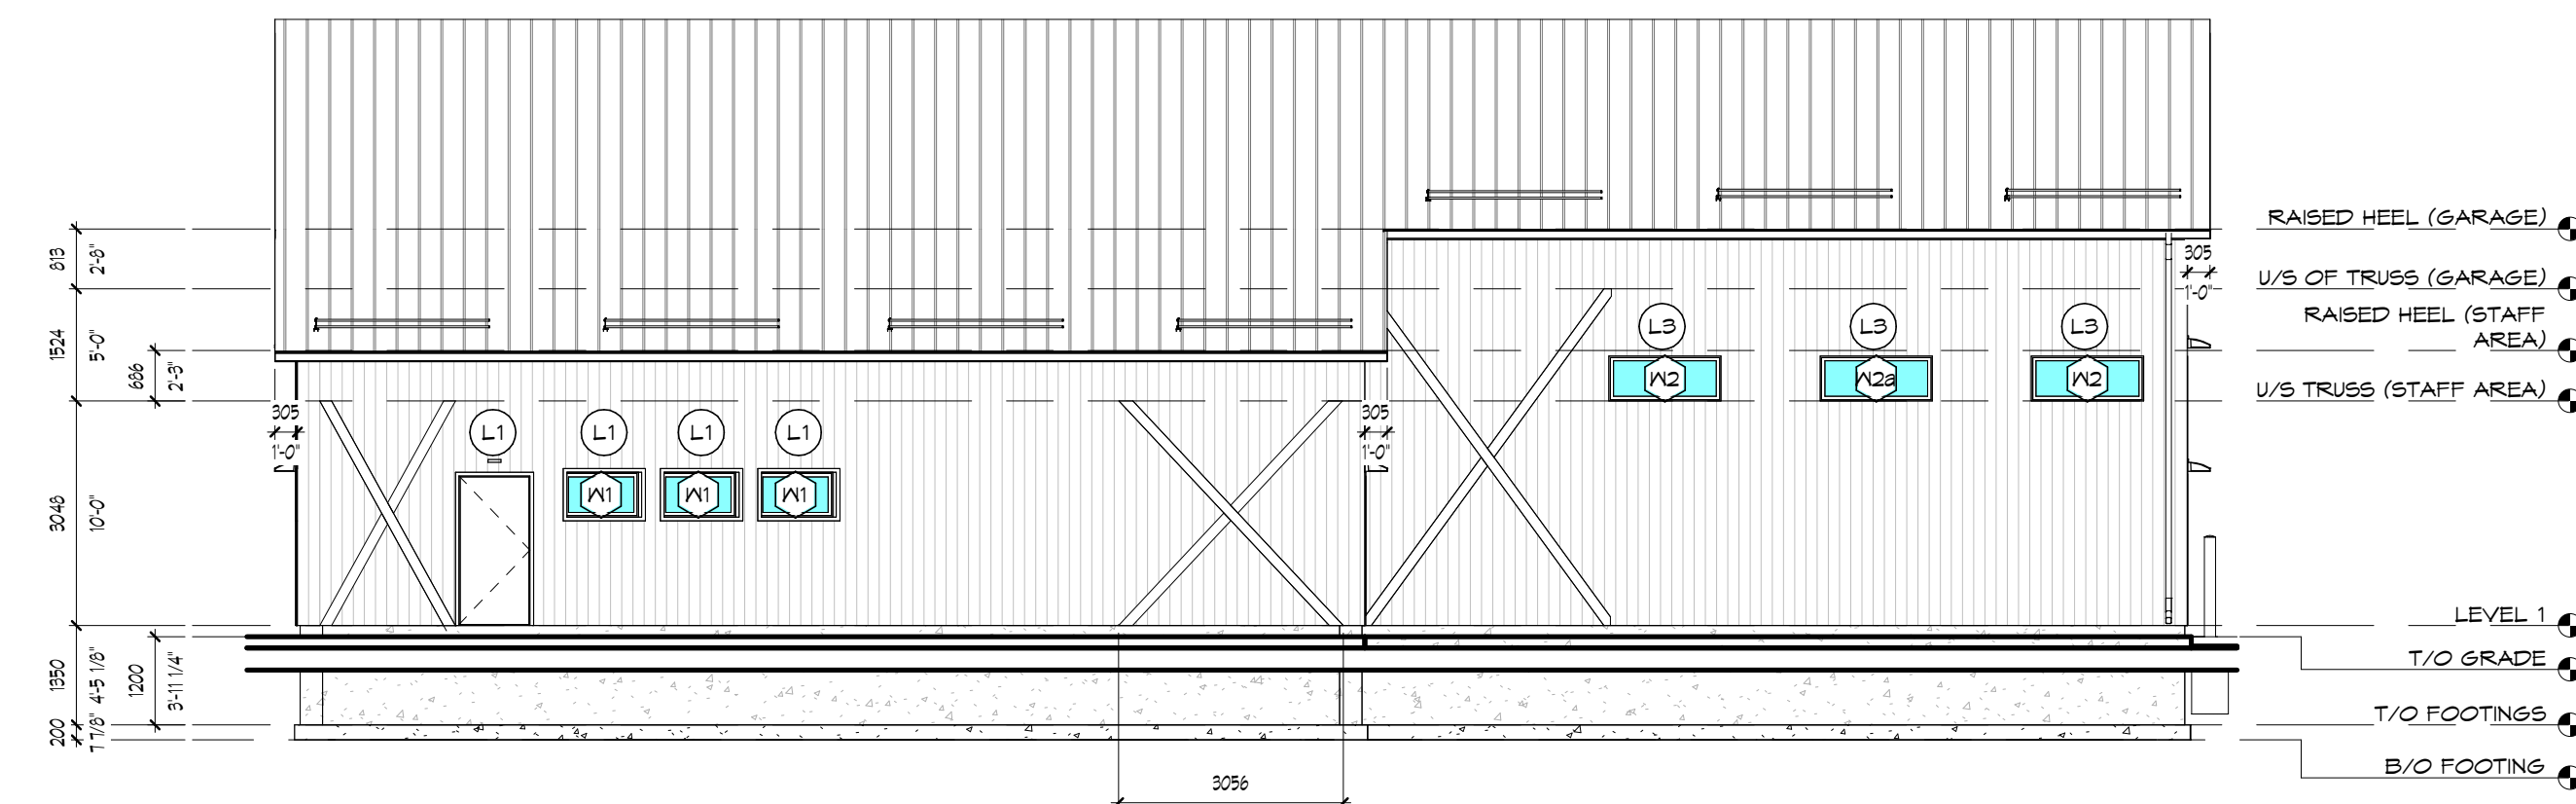 RAISED HEEL (GARAGE)
813
2'-8"
305
1'-0"
U/S OF TRUSS (GARAGE)
RAISED HEEL (STAFF
AREA)
L3
L3
L3
1524
5'-0"
686
2'-3"
W2
W2a
W2
U/S TRUSS (STAFF AREA)
305
1'-0"
L1
L1
L1
L1
305
1'-0"
W1
W1
W1
3048
10'-0"
LEVEL 1
T/O GRADE
1350
4'-5 1/8"
1200
3'-11 1/4"
T/O FOOTINGS
200
7 7/8"
B/O FOOTING
3056